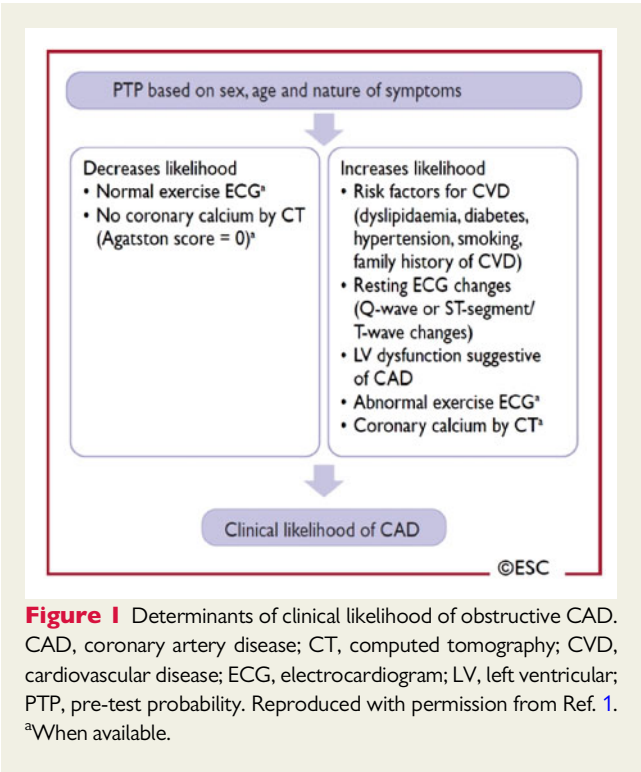 PTP based on sex, age and nature of symptoms
Decreases likelihood
• Normal exercise ECGª
• No coronary calcium by CT
(Agatston score = 0)ª
Increases likelihood
• Risk factors for CVD
(dyslipidaemia, diabetes,
hypertension, smoking,
family history of CVD)
• Resting ECG changes
(Q-wave or ST-segment/
T-wave changes)
• LV dysfunction suggestive
of CAD
• Abnormal exercise ECGª
• Coronary calcium by CTª
Clinical likelihood of CAD
©ESC
Figure 1 Determinants of clinical likelihood of obstructive CAD.
CAD, coronary artery disease; CT, computed tomography; CVD,
cardiovascular disease; ECG, electrocardiogram; LV, left ventricular;
PTP, pre-test probability. Reproduced with permission from Ref. 1.
ªWhen available.